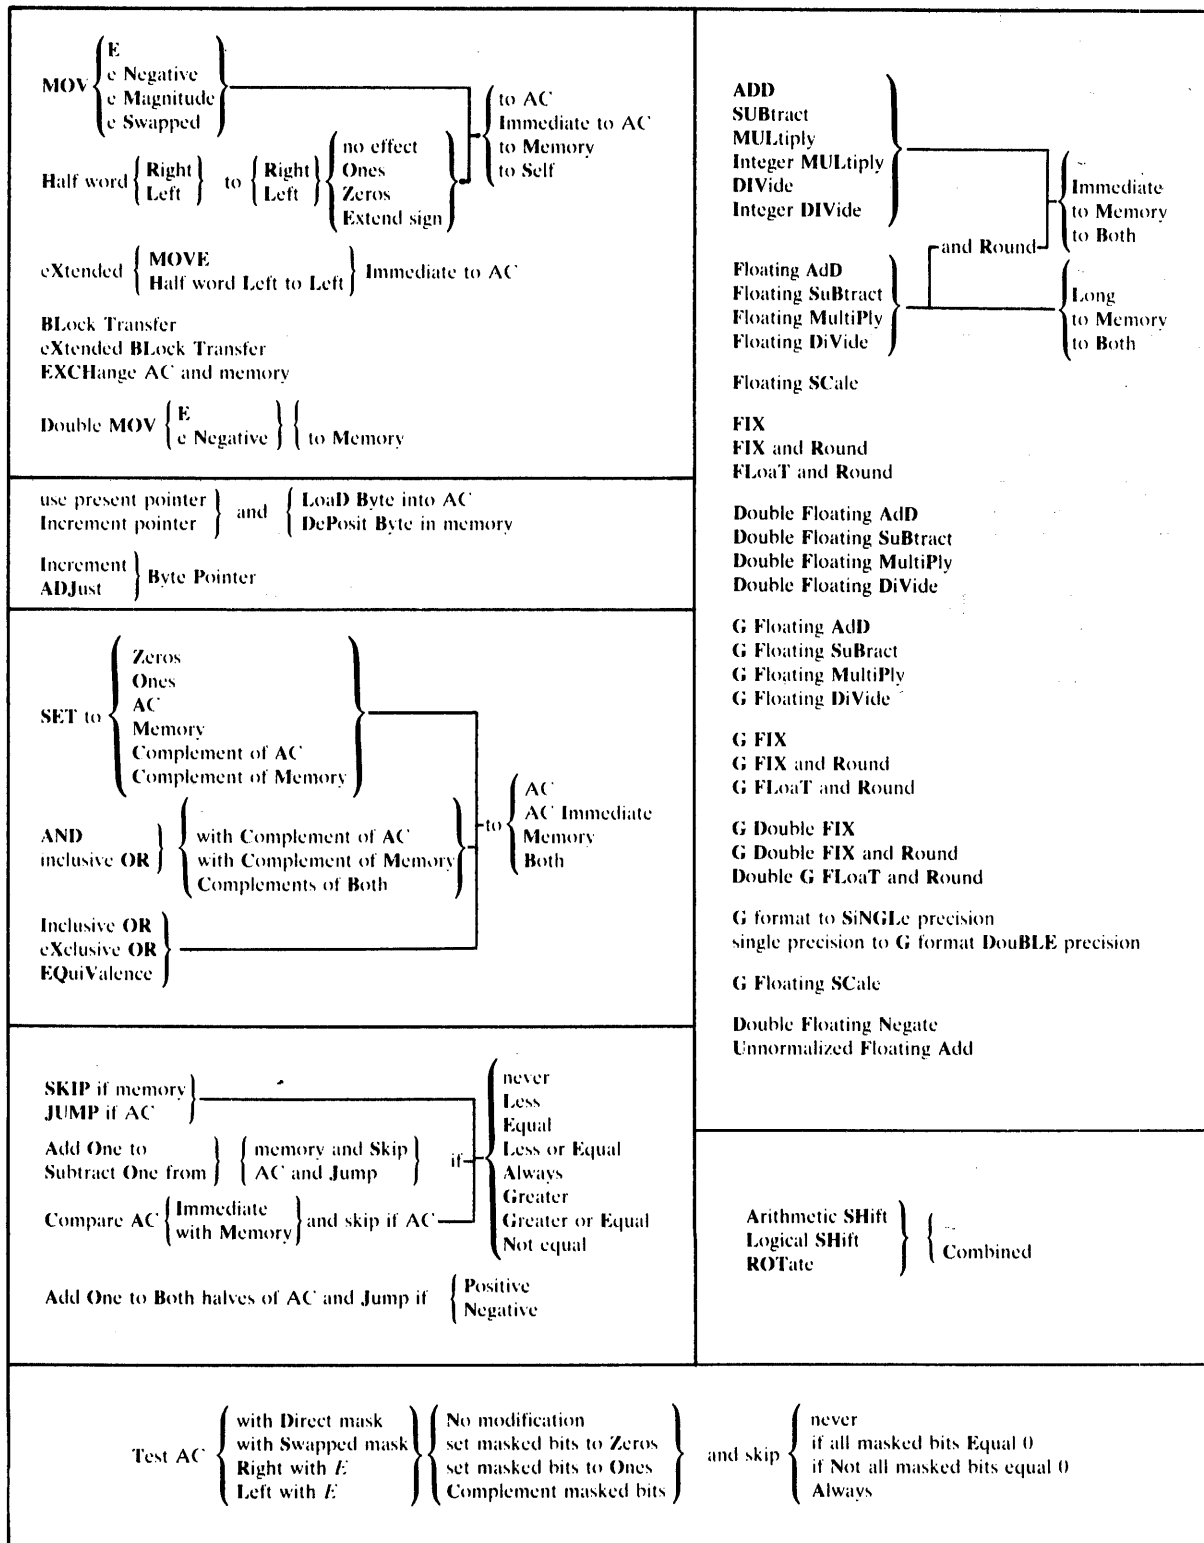 MOV
E
e Negative
e Magnitude
e Swapped
Half word
Right
Left
to
Right
Left
no effect
Ones
Zeros
Extend sign
to AC
Immediate to AC
to Memory
to Self
eXtended
MOVE
Half word Left to Left
Immediate to AC
BLock Transfer
eXtended BLock Transfer
EXCHange AC and memory
Double MOV
E
e Negative
to Memory
use present pointer
Increment pointer
and
LoaD Byte into AC
DePosit Byte in memory
Increment
ADJust
Byte Pointer
SET to
Zeros
Ones
AC
Memory
Complement of AC
Complement of Memory
AND
inclusive OR
with Complement of AC
with Complement of Memory
Complements of Both
Inclusive OR
eXclusive OR
EQuiValence
to
AC
AC Immediate
Memory
Both
SKIP if memory
JUMP if AC
Add One to
Subtract One from
memory and Skip
AC and Jump
if
Compare AC
Immediate
with Memory
and skip if AC
never
Less
Equal
Less or Equal
Always
Greater
Greater or Equal
Not equal
Add One to Both halves of AC and Jump if
Positive
Negative
ADD
SUBtract
MULtiply
Integer MULtiply
DIVide
Integer DIVide
and Round
–
Immediate
to Memory
to Both
Floating AdD
Floating SuBtract
Floating MultiPly
Floating DiVide
Long
to Memory
to Both
Floating SCale
FIX
FIX and Round
FLoaT and Round
Double Floating AdD
Double Floating SuBtract
Double Floating MultiPly
Double Floating DiVide
G Floating AdD
G Floating SuBract
G Floating MultiPly
G Floating DiVide
G FIX
G FIX and Round
G FLoaT and Round
G Double FIX
G Double FIX and Round
Double G FLoaT and Round
G format to SiNGLe precision
single precision to G format DouBLE precision
G Floating SCale
Double Floating Negate
Unnormalized Floating Add
Arithmetic SHift
Logical SHift
ROTate
–
Combined
Test AC
with Direct mask
with Swapped mask
Right with E
Left with E
No modification
set masked bits to Zeros
set masked bits to Ones
Complement masked bits
and skip
never
if all masked bits Equal 0
if Not all masked bits equal 0
Always